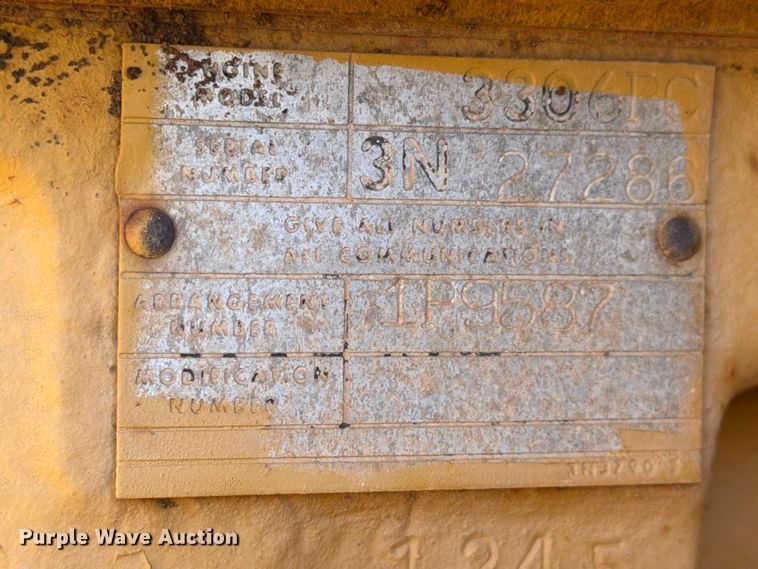 ENGINE MODEL 3306PC
SERIAL NUMBER 3N 27286
GIVE ALL NUMBERS IN
ALL COMMUNICATIONS
ARRANGEMENT NUMBER 1P9587
MODIFICATION NUMBER
Purple Wave Auction
1245